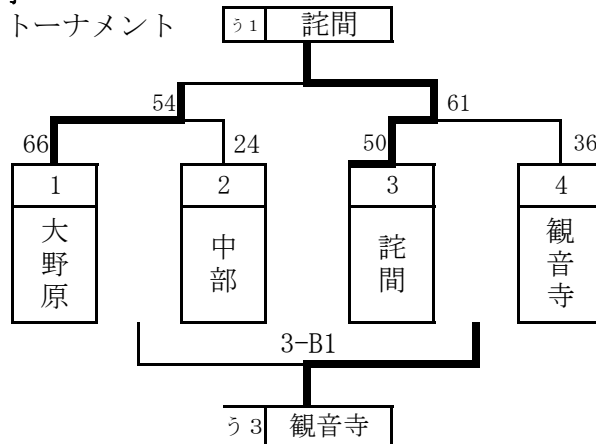 トーナメント
う1 詫間
54 61
66 24 50 36
1 2 3 4
大野原 中部 詫間 観音寺
3-B1
う3 観音寺